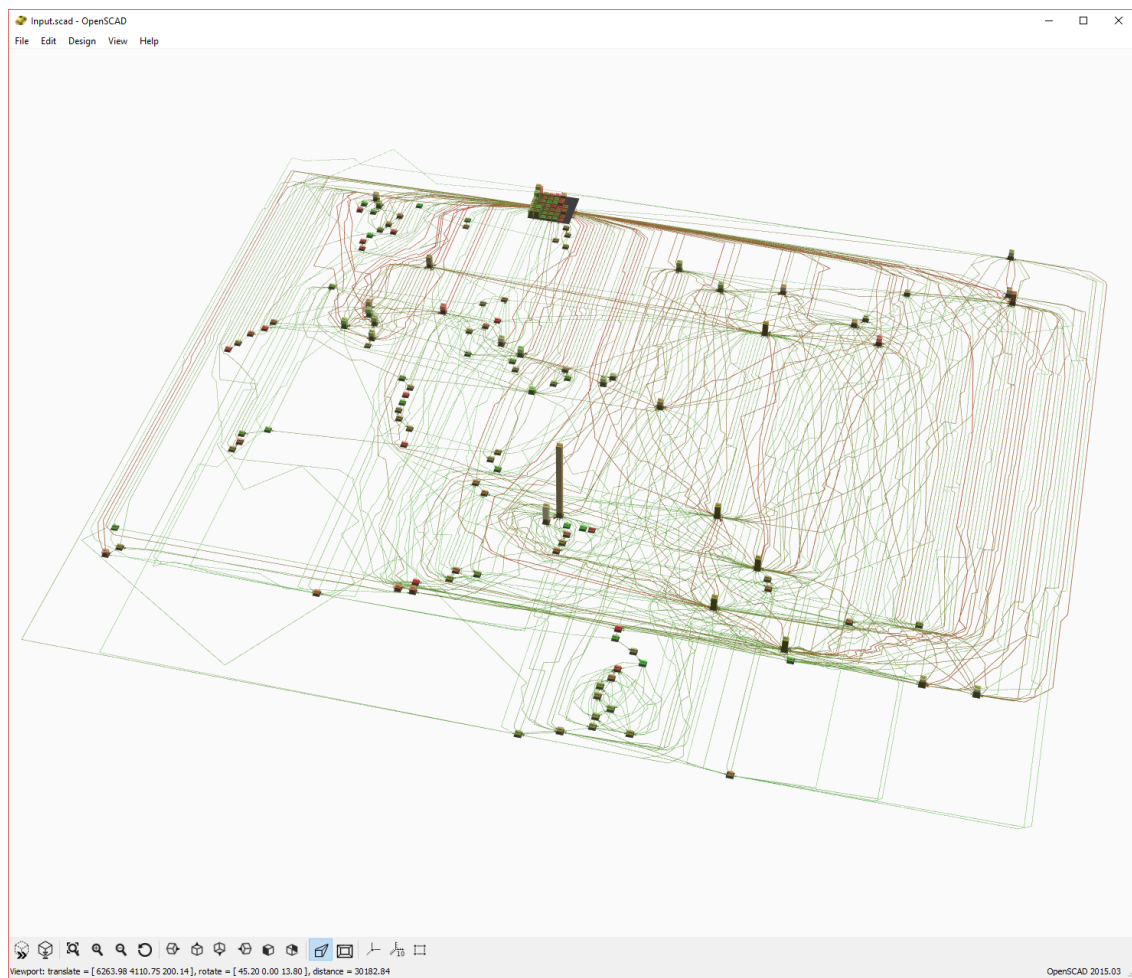 Input.scad - OpenSCAD
File Edit Design View Help
10
Viewport: translate = [ 6263.98 4110.75 200.14 ], rotate = [ 45.20 0.00 13.80 ], distance = 30182.84 OpenSCAD 2015.03